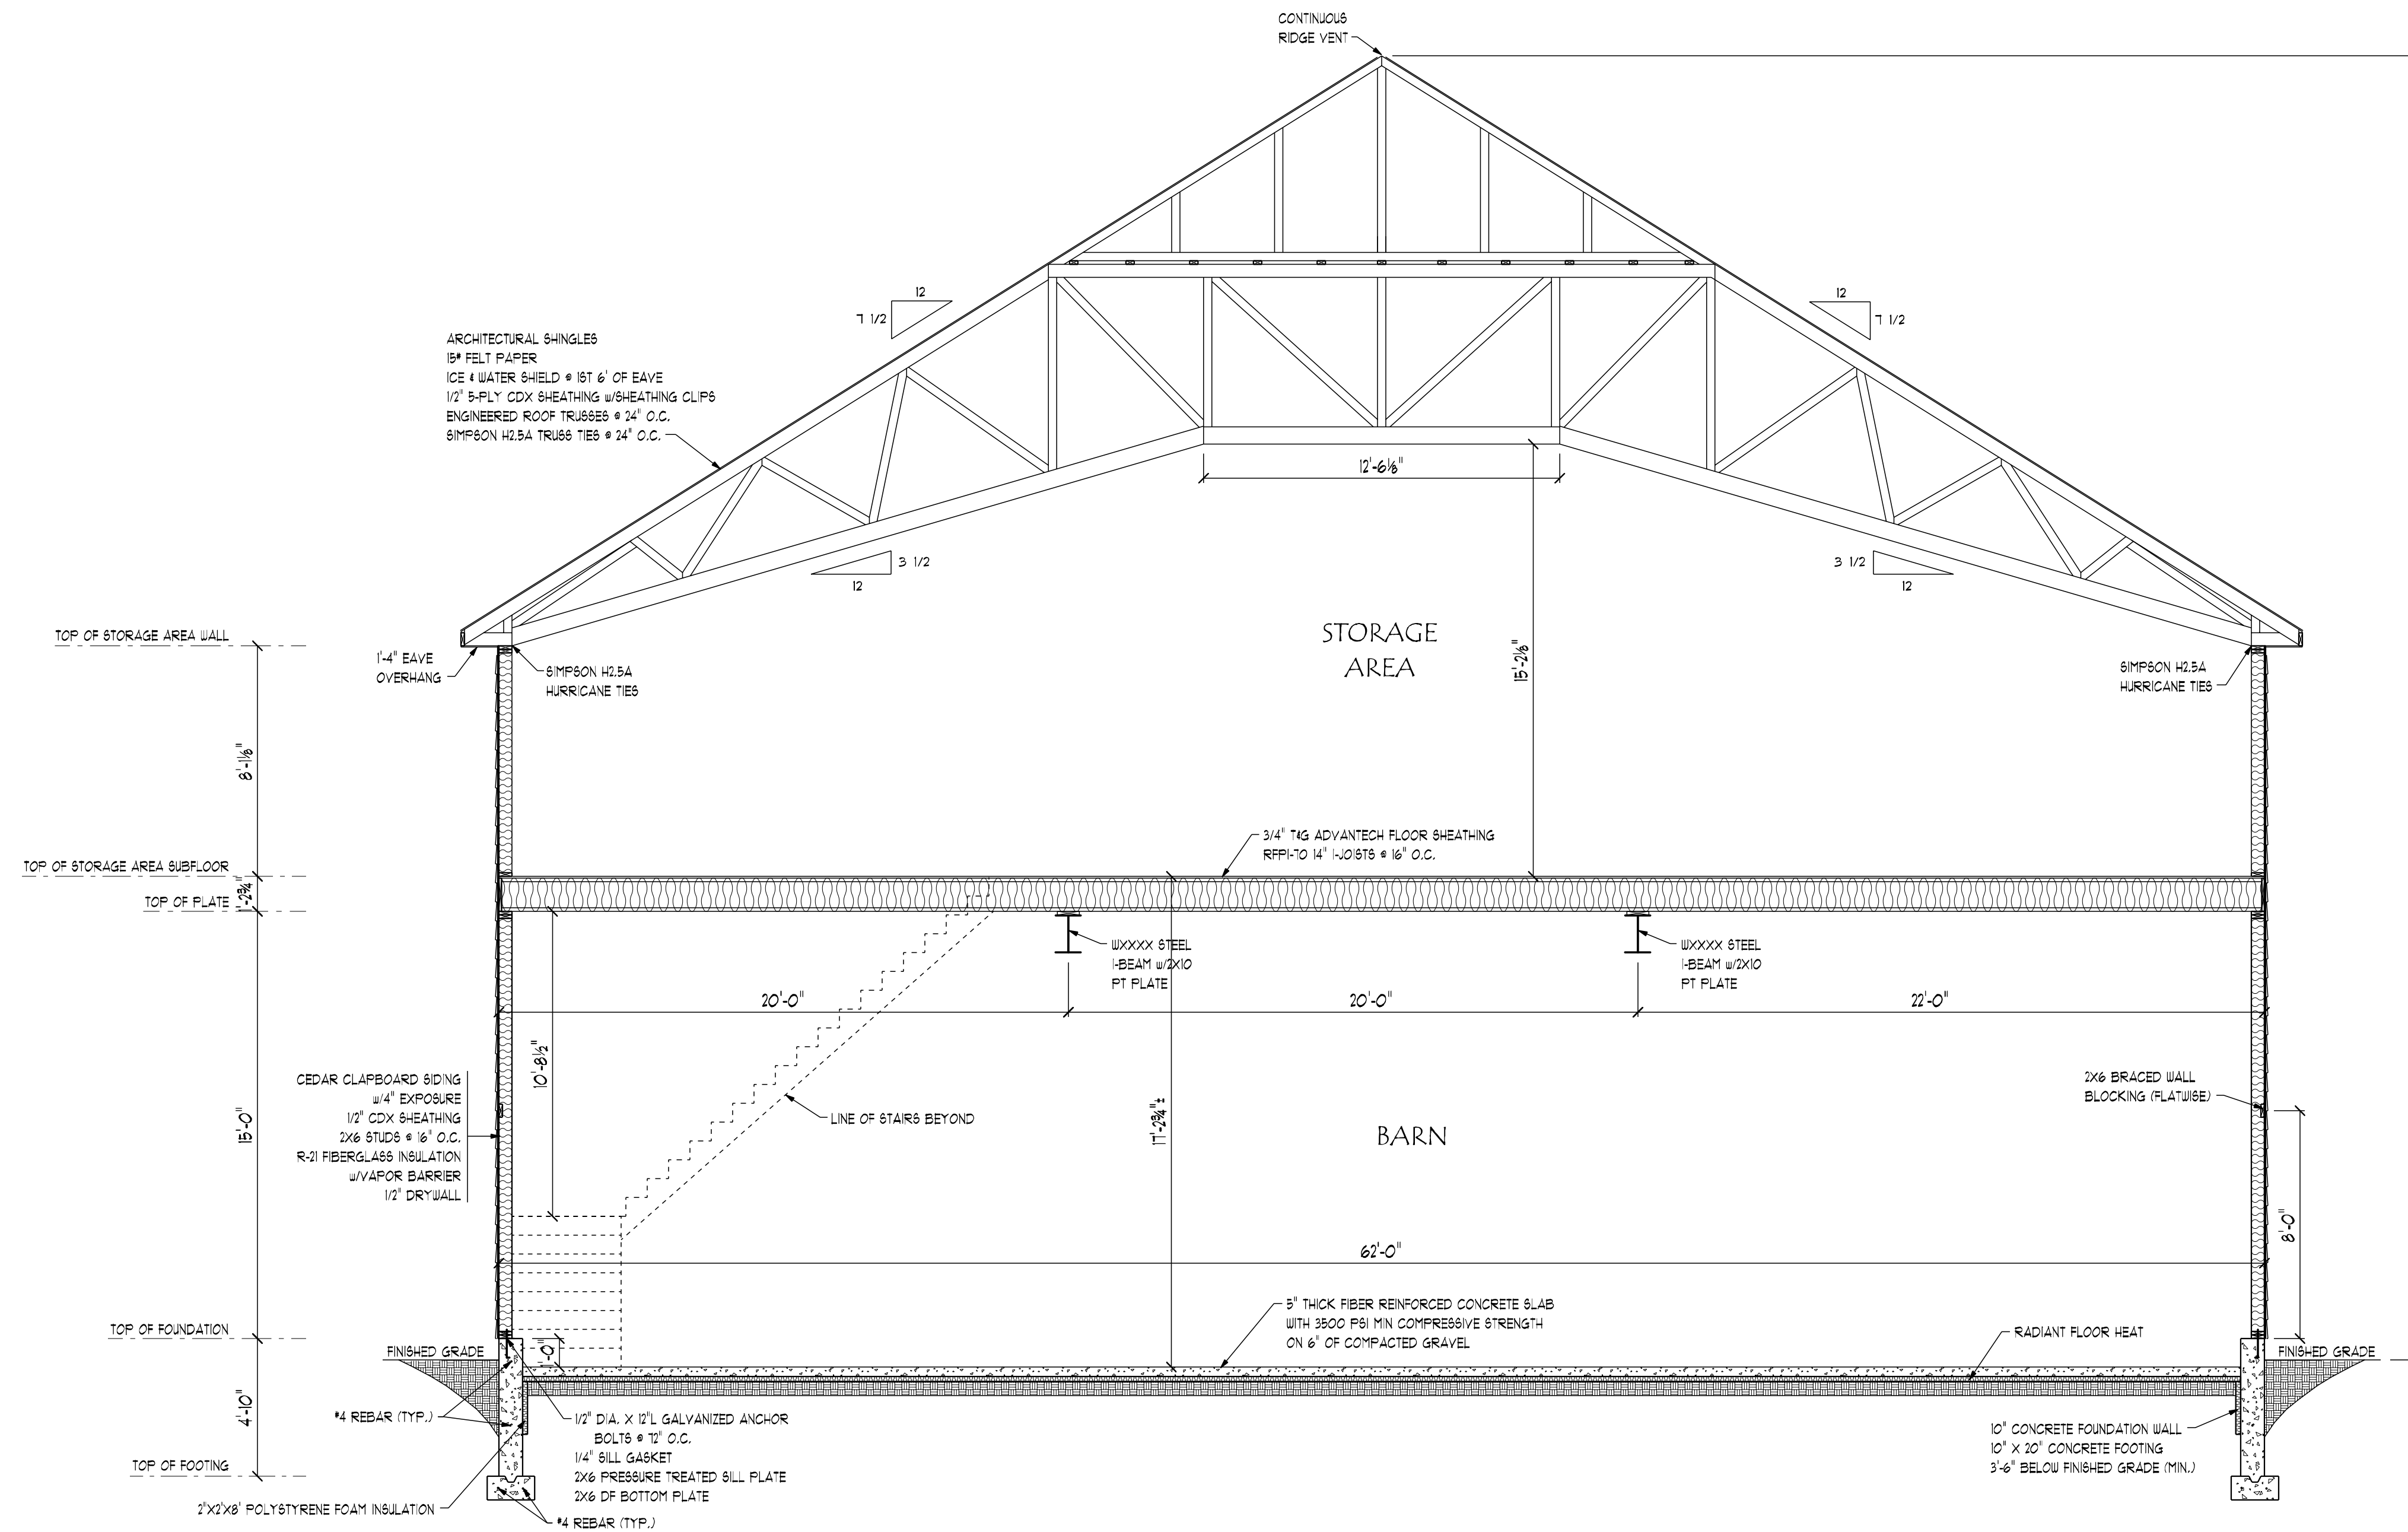 CONTINUOUS
RIDGE VENT
12
7 1/2
12
7 1/2
ARCHITECTURAL SHINGLES
15# FELT PAPER
ICE & WATER SHIELD @ 1ST 6' OF EAVE
1/2" 5-PLY CDX SHEATHING w/SHEATHING CLIPS
ENGINEERED ROOF TRUSSES @ 24" O.C.
SIMPSON H2.5A TRUSS TIES @ 24" O.C.
12'-6⅛"
3 1/2
12
3 1/2
12
STORAGE
AREA
15'-2⅛"
TOP OF STORAGE AREA WALL
1'-4" EAVE
OVERHANG
SIMPSON H2.5A
HURRICANE TIES
SIMPSON H2.5A
HURRICANE TIES
8'-1⅛"
3/4" T&G ADVANTECH FLOOR SHEATHING
RFPI-70 14" I-JOISTS @ 16" O.C.
TOP OF STORAGE AREA SUBFLOOR
1'-2¾"
TOP OF PLATE
WXXXX STEEL
I-BEAM w/2X10
PT PLATE
WXXXX STEEL
I-BEAM w/2X10
PT PLATE
20'-0"
20'-0"
22'-0"
10'-8½"
CEDAR CLAPBOARD SIDING
w/4" EXPOSURE
1/2" CDX SHEATHING
2X6 STUDS @ 16" O.C.
R-21 FIBERGLASS INSULATION
w/VAPOR BARRIER
1/2" DRYWALL
15'-0"
LINE OF STAIRS BEYOND
17'-2¾"±
BARN
2X6 BRACED WALL
BLOCKING (FLATWISE)
8'-0"
62'-0"
5" THICK FIBER REINFORCED CONCRETE SLAB
WITH 3500 PSI MIN COMPRESSIVE STRENGTH
ON 6" OF COMPACTED GRAVEL
RADIANT FLOOR HEAT
TOP OF FOUNDATION
FINISHED GRADE
1'-0"
FINISHED GRADE
4'-10"
#4 REBAR (TYP.)
1/2" DIA. X 12"L GALVANIZED ANCHOR
BOLTS @ 72" O.C.
1/4" SILL GASKET
2X6 PRESSURE TREATED SILL PLATE
2X6 DF BOTTOM PLATE
10" CONCRETE FOUNDATION WALL
10" X 20" CONCRETE FOOTING
3'-6" BELOW FINISHED GRADE (MIN.)
TOP OF FOOTING
2"X2'X8' POLYSTYRENE FOAM INSULATION
#4 REBAR (TYP.)